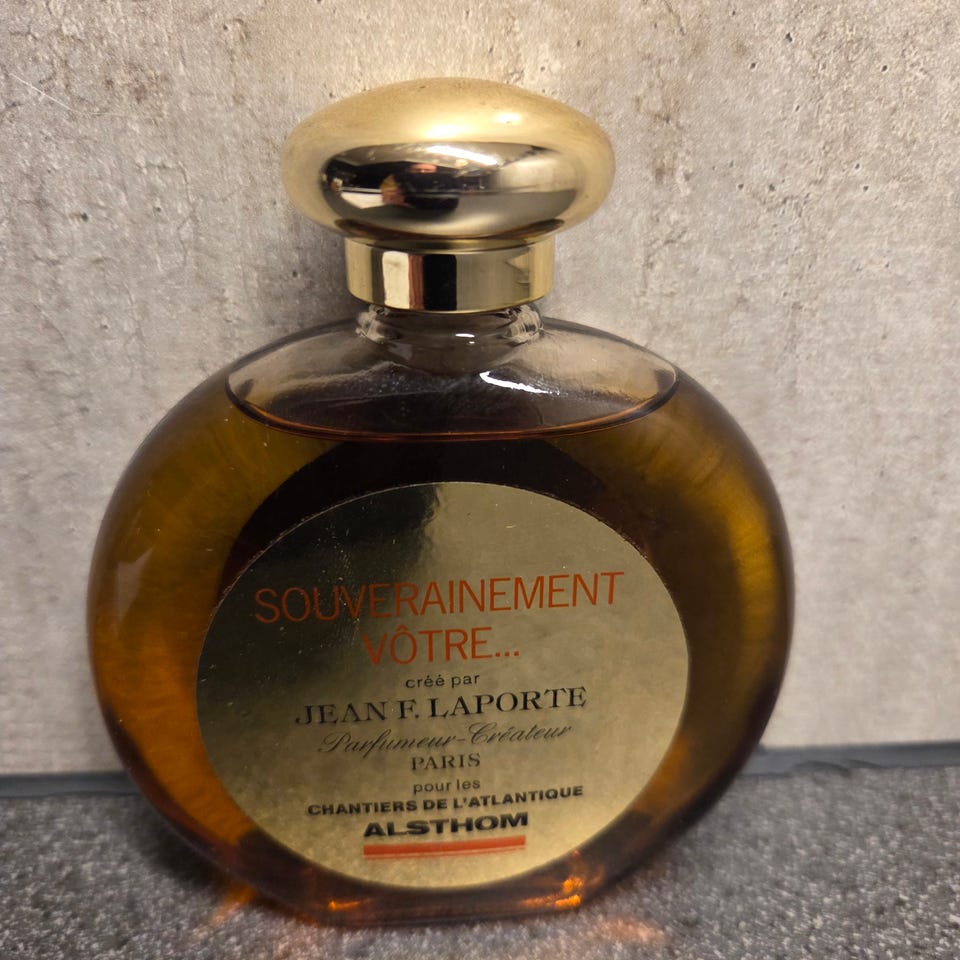 SOUVERAINEMENT
VÔTRE...
créé par
JEAN F. LAPORTE
Parfumeur-Créateur
PARIS
pour les
CHANTIERS DE L'ATLANTIQUE
ALSTHOM